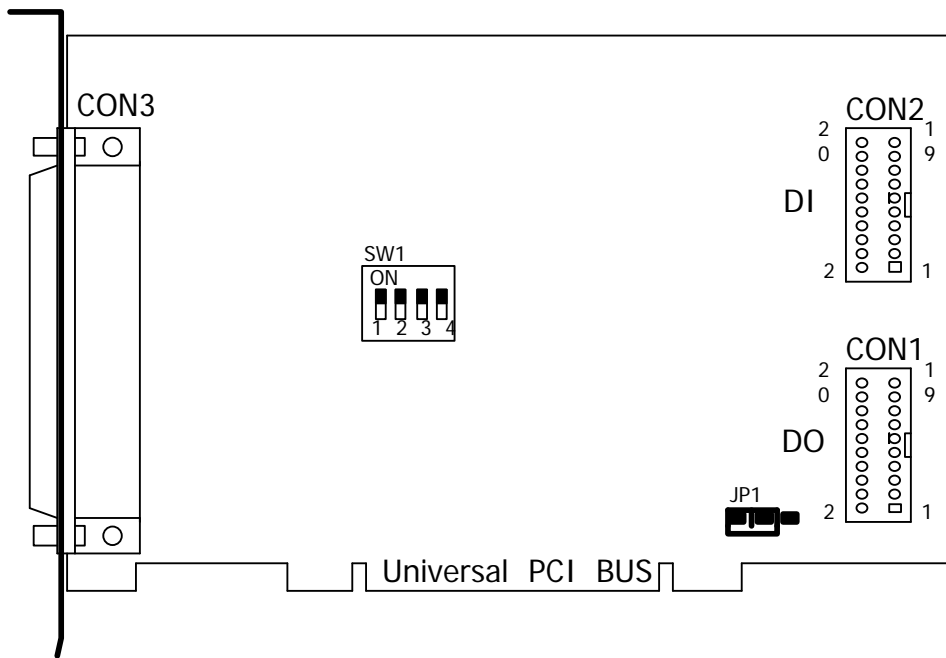 CON3
CON2
2 1
0 9
DI
2 1
SW1
ON
1 2 3 4
CON1
2 1
0 9
DO
JP1
2 1
Universal PCI BUS